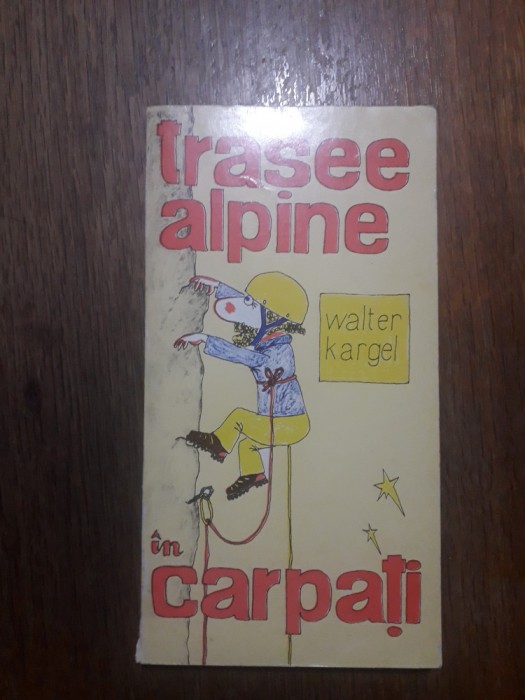 trasee
alpine
walter
kargel
în
carpați